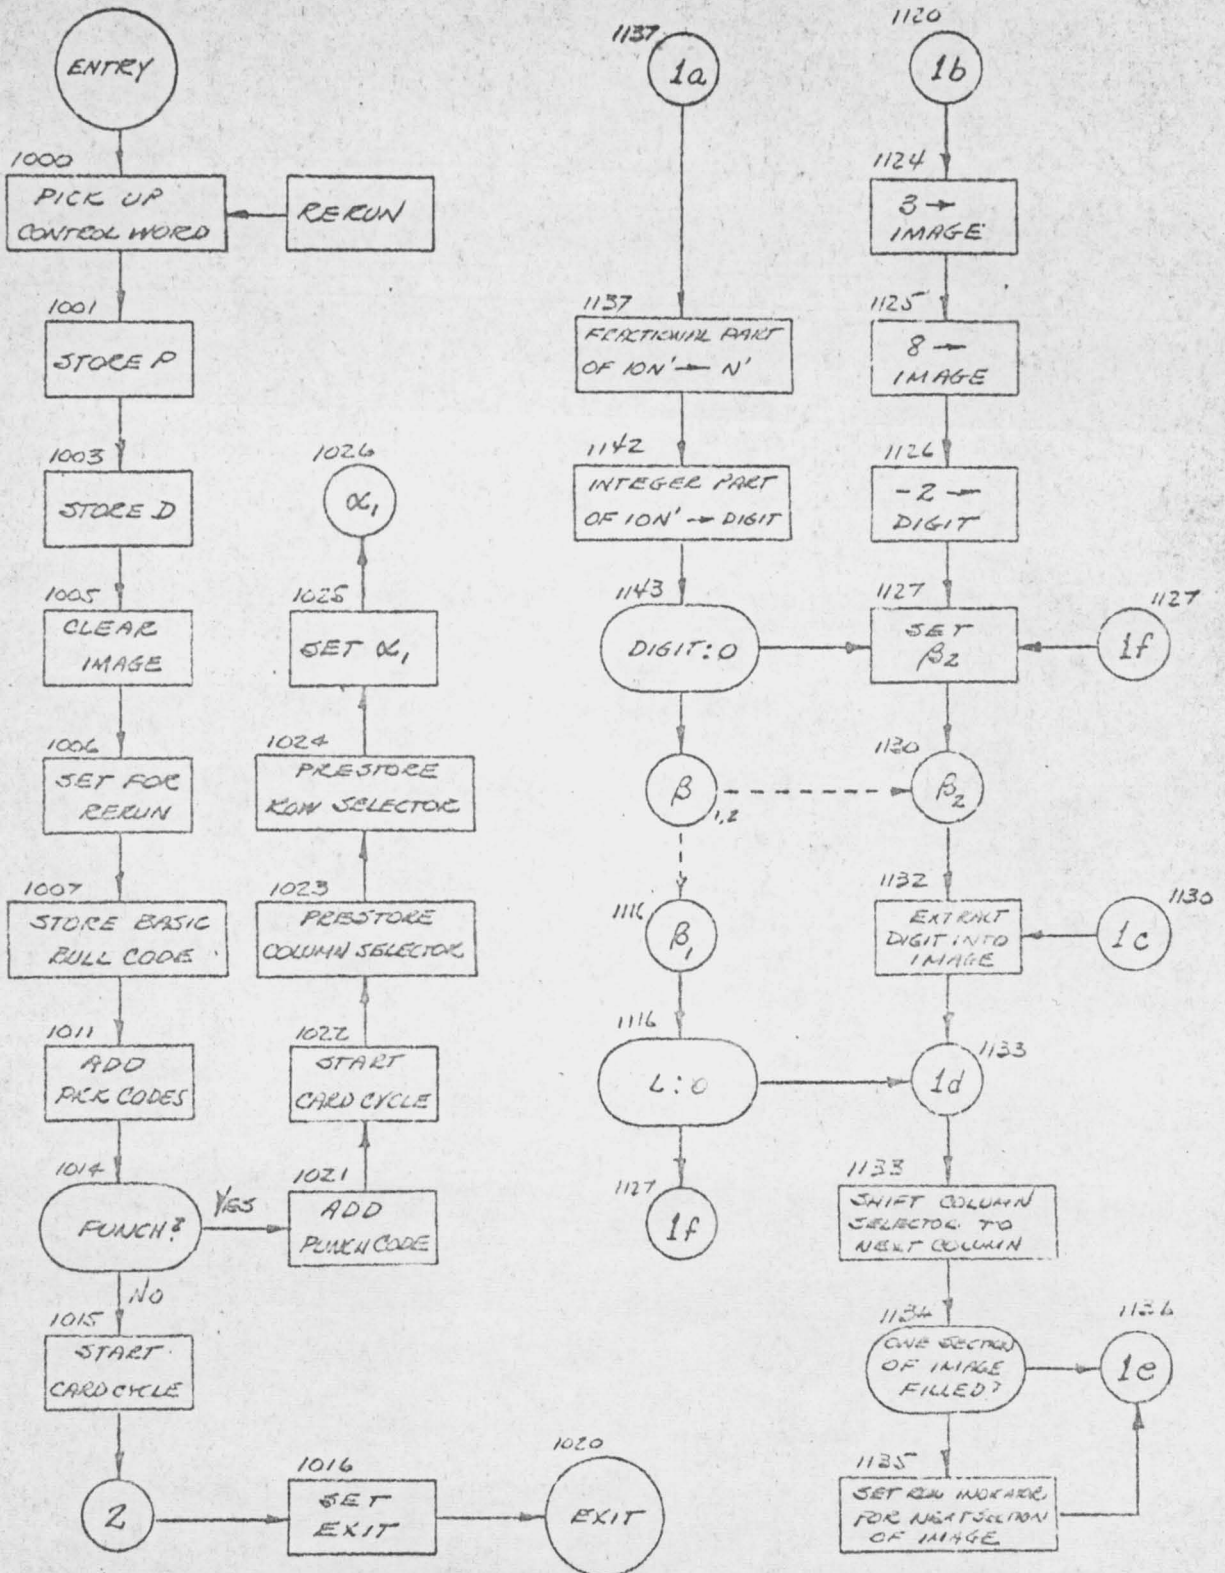 ENTRY
1000
PICK UP
CONTROL WORD
RERUN
1001
STORE P
1003
STORE D
1005
CLEAR
IMAGE
1006
SET FOR
RERUN
1007
STORE BASIC
BULL CODE
1011
ADD
PICK CODES
1014
PUNCH?
YES
NO
1015
START
CARD CYCLE
2
1016
SET
EXIT
1020
EXIT
1026
α₁
1025
SET α₁
1024
PRESTORE
ROW SELECTOR
1023
PRESTORE
COLUMN SELECTOR
1022
START
CARD CYCLE
1021
ADD
PUNCH CODE
1137
1a
1137
FRACTIONAL PART
OF 10N' → N'
1142
INTEGER PART
OF 10N' → DIGIT
1143
DIGIT: 0
β
1,2
1116
β₁
1116
L: 0
1127
1f
1120
1b
1124
3 →
IMAGE
1125
8 →
IMAGE
1126
-2 →
DIGIT
1127
SET
β₂
1127
1f
1130
β₂
1132
EXTRACT
DIGIT INTO
IMAGE
1130
1c
1133
1d
1133
SHIFT COLUMN
SELECTOR TO
NEXT COLUMN
1134
ONE SECTION
OF IMAGE
FILLED?
1136
1e
1135
SET RUN INDICATOR
FOR NEXT SECTION
OF IMAGE